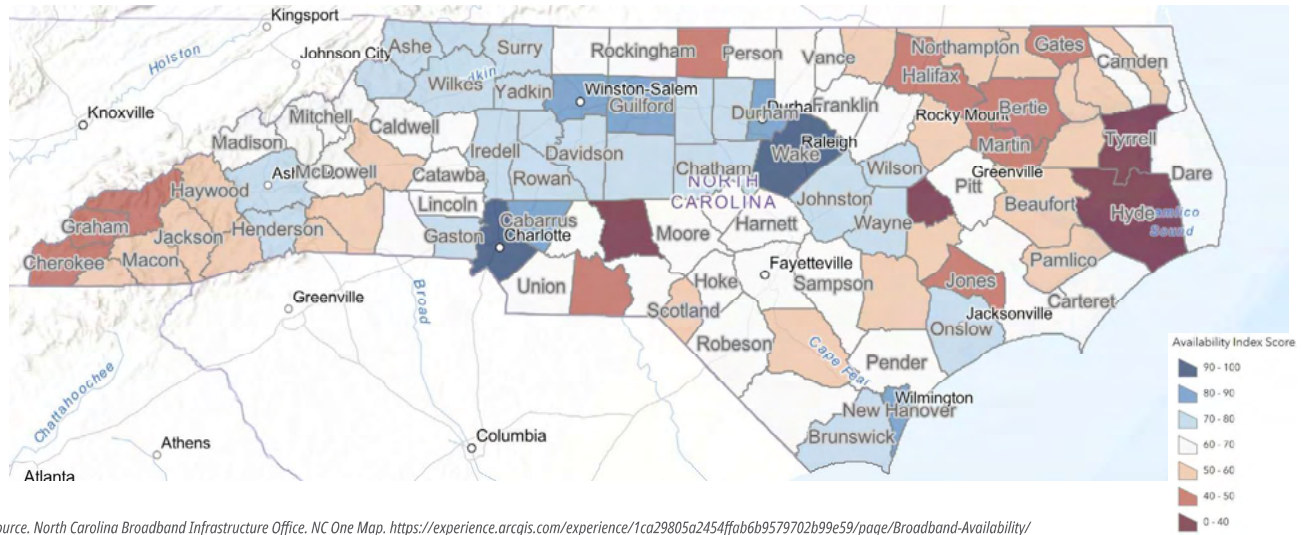 Kingsport
Johnson City
Holston
Knoxville
Ashe
Surry
Rockingham
Person
Vance
Northampton
Gates
Camden
Halifax
Wilkes
Yadkin
Winston-Salem
Guilford
Durham
Franklin
Rocky Mount
Bertie
Mitchell
Caldwell
Madison
Iredell
Davidson
Raleigh
Wake
Martin
Tyrrell
McDowell
Catawba
Rowan
Chatham
Wilson
Greenville
Dare
Haywood
NORTH
CAROLINA
Pitt
Lincoln
Johnston
Beaufort
Hyde
Pamlico
Sound
Graham
Jackson
Henderson
Gaston
Cabarrus
Charlotte
Moore
Harnett
Wayne
Cherokee
Macon
Fayetteville
Pamlico
Greenville
Broad
Union
Hoke
Sampson
Jones
Scotland
Carteret
Jacksonville
Onslow
Robeson
Cape Fear
Pender
Chattahoochee
Wilmington
New Hanover
Brunswick
Athens
Columbia
Atlanta
Availability Index Score
90 - 100
80 - 90
70 - 80
60 - 70
50 - 60
40 - 50
0 - 40
ource. North Carolina Broadband Infrastructure Office. NC One Map. https://experience.arcgis.com/experience/1ca29805a2454ffab6b9579702b99e59/page/Broadband-Availability/